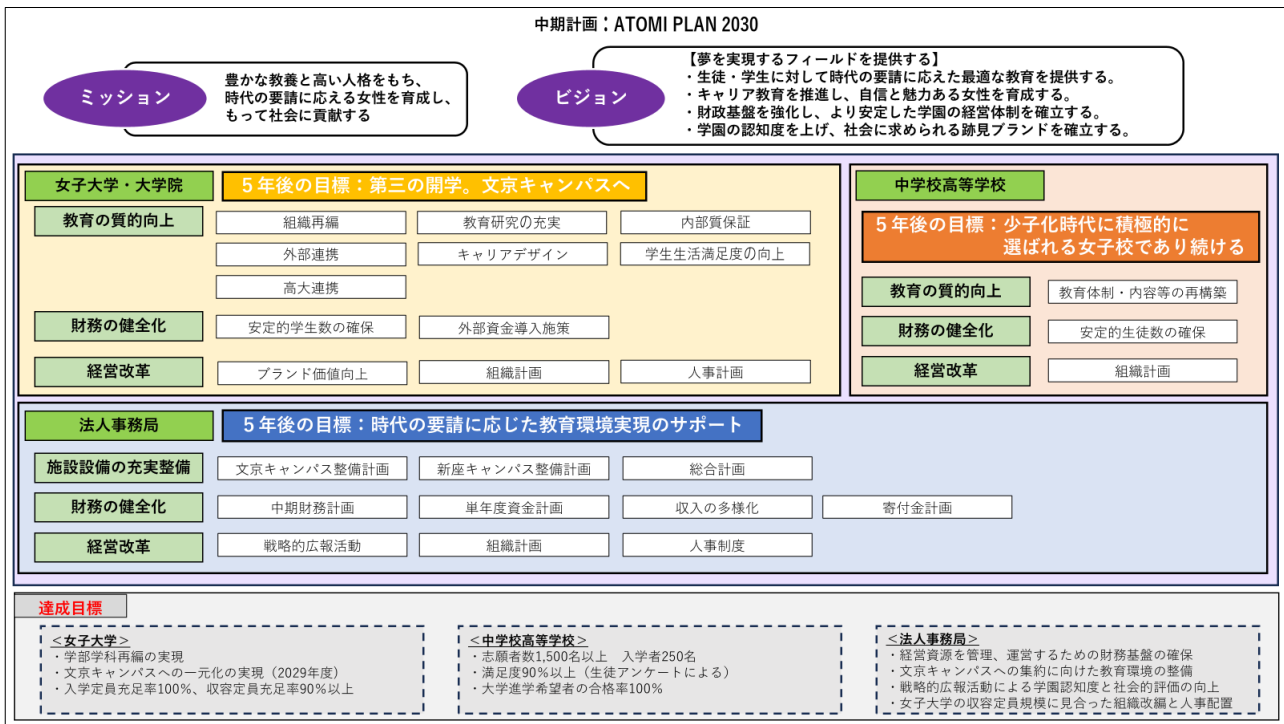 中期計画：ATOMI PLAN 2030
ミッション
豊かな教養と高い人格をもち、
時代の要請に応える女性を育成し、
もって社会に貢献する
ビジョン
【夢を実現するフィールドを提供する】
・生徒・学生に対して時代の要請に応えた最適な教育を提供する。
・キャリア教育を推進し、自信と魅力ある女性を育成する。
・財政基盤を強化し、より安定した学園の経営体制を確立する。
・学園の認知度を上げ、社会に求められる跡見ブランドを確立する。
女子大学・大学院
５年後の目標：第三の開学。文京キャンパスへ
教育の質的向上
組織再編
教育研究の充実
内部質保証
外部連携
キャリアデザイン
学生生活満足度の向上
高大連携
財務の健全化
安定的学生数の確保
外部資金導入施策
経営改革
ブランド価値向上
組織計画
人事計画
中学校高等学校
５年後の目標：少子化時代に積極的に
選ばれる女子校であり続ける
教育の質的向上
教育体制・内容等の再構築
財務の健全化
安定的生徒数の確保
経営改革
組織計画
法人事務局
５年後の目標：時代の要請に応じた教育環境実現のサポート
施設設備の充実整備
文京キャンパス整備計画
新座キャンパス整備計画
総合計画
財務の健全化
中期財務計画
単年度資金計画
収入の多様化
寄付金計画
経営改革
戦略的広報活動
組織計画
人事制度
達成目標
＜女子大学＞
・学部学科再編の実現
・文京キャンパスへの一元化の実現（2029年度）
・入学定員充足率100%、収容定員充足率90%以上
＜中学校高等学校＞
・志願者数1,500名以上　入学者250名
・満足度90%以上（生徒アンケートによる）
・大学進学希望者の合格率100%
＜法人事務局＞
・経営資源を管理、運営するための財務基盤の確保
・文京キャンパスへの集約に向けた教育環境の整備
・戦略的広報活動による学園認知度と社会的評価の向上
・女子大学の収容定員規模に見合った組織改編と人事配置